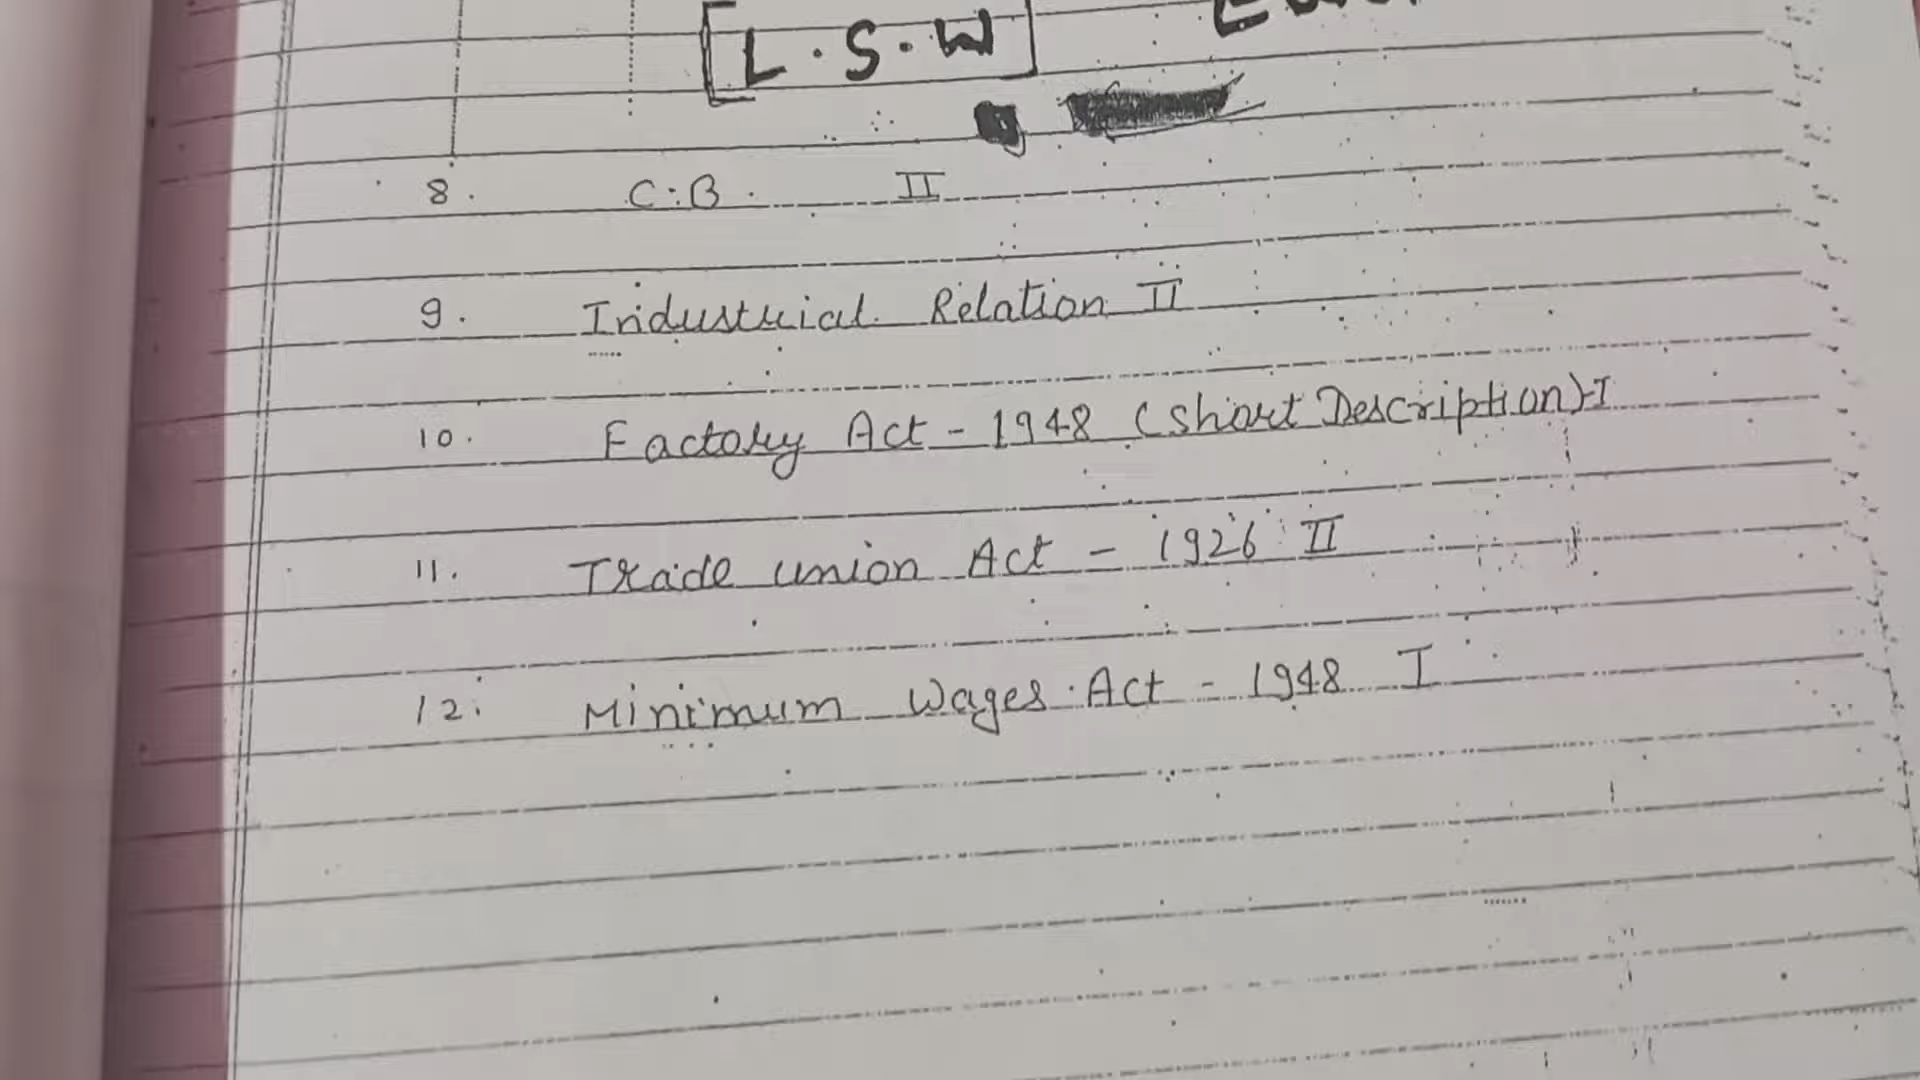 [L.S.W]
8. C.B. II
9. Industrial Relation II
10. Factory Act - 1948 (Short Description)-I
11. Trade union Act - 1926 II
12. Minimum Wages Act - 1948 I